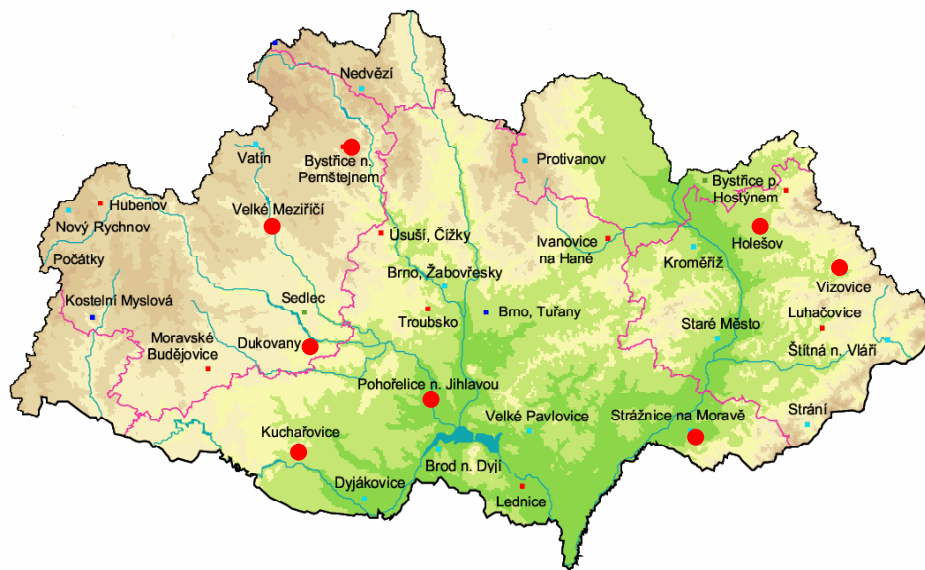 Nedvězí
Vatín
Bystřice n.
Pernštejnem
Protivanov
Bystřice p.
Hostýnem
Hubenov
Nový Rychnov
Velké Meziříčí
Úsuší, Čížky
Ivanovice
na Hané
Holešov
Počátky
Kroměříž
Brno, Žabovřesky
Vizovice
Kostelní Myslová
Sedlec
Troubsko
Brno, Tuřany
Staré Město
Luhačovice
Moravské
Budějovice
Dukovany
Štítná n. Vláří
Pohořelice n. Jihlavou
Velké Pavlovice
Strážnice na Moravě
Strání
Kuchařovice
Brod n. Dyjí
Dyjákovice
Lednice